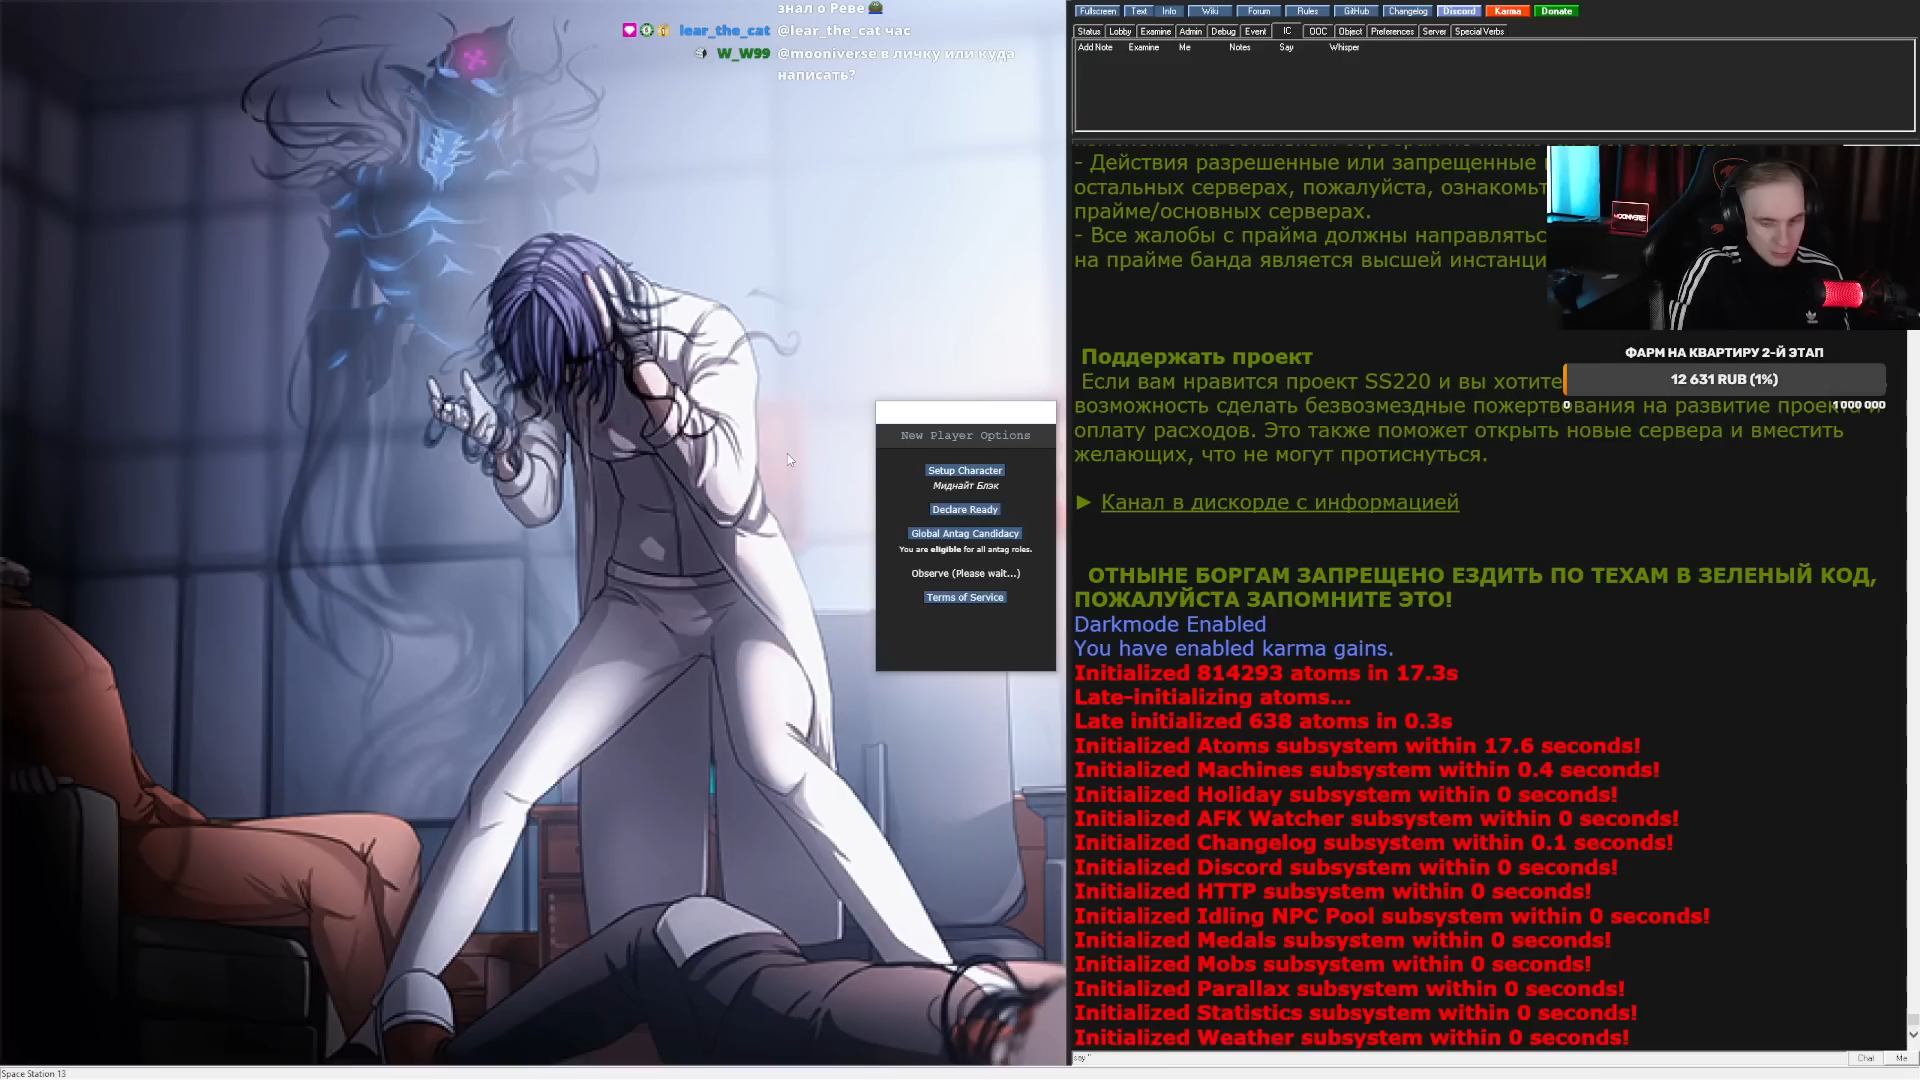 знал о Реве
lear_the_cat @lear_the_cat час
W_W99 @mooniverse в личку или куда
написать?
Fullscreen Text Info Wiki Forum Rules GitHub Changelog Discord Karma Donate
Status Lobby Examine Admin Debug Event IC OOC Object Preferences Server Special Verbs
Add Note Examine Me Notes Say Whisper
- Действия разрешенные или запрещенные
остальных серверах, пожалуйста, ознакомьт
прайме/основных серверах.
- Все жалобы с прайма должны направлятьс
на прайме банда является высшей инстанци
MOONIVERSE
ФАРМ НА КВАРТИРУ 2-Й ЭТАП
12 631 RUB (1%)
0 1 000 000
Поддержать проект
Если вам нравится проект SS220 и вы хотите
возможность сделать безвозмездные пожертвования на развитие проекта и
оплату расходов. Это также поможет открыть новые сервера и вместить
желающих, что не могут протиснуться.
► Канал в дискорде с информацией
ОТНЫНЕ БОРГАМ ЗАПРЕЩЕНО ЕЗДИТЬ ПО ТЕХАМ В ЗЕЛЕНЫЙ КОД,
ПОЖАЛУЙСТА ЗАПОМНИТЕ ЭТО!
Darkmode Enabled
You have enabled karma gains.
Initialized 814293 atoms in 17.3s
Late-initializing atoms...
Late initialized 638 atoms in 0.3s
Initialized Atoms subsystem within 17.6 seconds!
Initialized Machines subsystem within 0.4 seconds!
Initialized Holiday subsystem within 0 seconds!
Initialized AFK Watcher subsystem within 0 seconds!
Initialized Changelog subsystem within 0.1 seconds!
Initialized Discord subsystem within 0 seconds!
Initialized HTTP subsystem within 0 seconds!
Initialized Idling NPC Pool subsystem within 0 seconds!
Initialized Medals subsystem within 0 seconds!
Initialized Mobs subsystem within 0 seconds!
Initialized Parallax subsystem within 0 seconds!
Initialized Statistics subsystem within 0 seconds!
Initialized Weather subsystem within 0 seconds!
say "
Chat Me
New Player Options
Setup Character
Миднайт Блэк
Declare Ready
Global Antag Candidacy
You are eligible for all antag roles.
Observe (Please wait...)
Terms of Service
Space Station 13